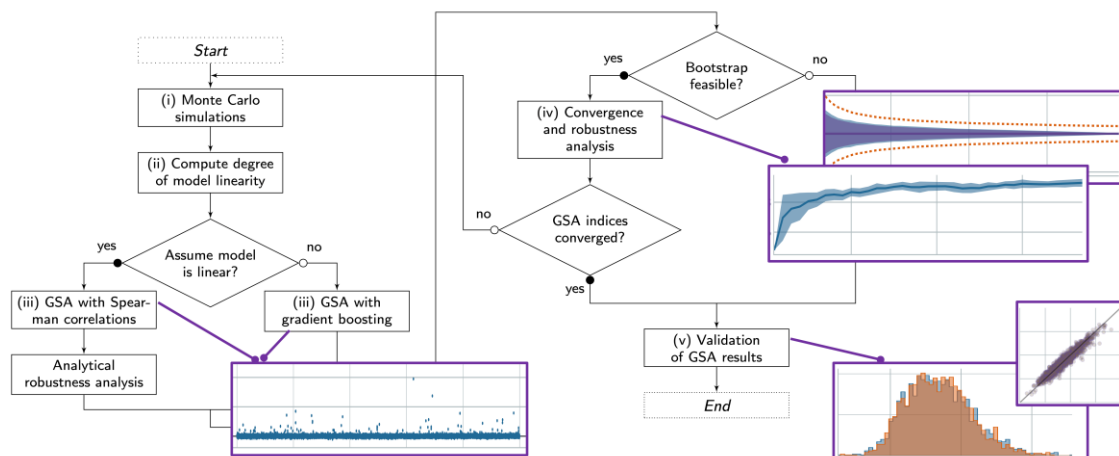 Start
(i) Monte Carlo
simulations
(ii) Compute degree
of model linearity
yes
Assume model
is linear?
no
(iii) GSA with Spear-
man correlations
(iii) GSA with
gradient boosting
Analytical
robustness analysis
yes
Bootstrap
feasible?
no
(iv) Convergence
and robustness
analysis
no
GSA indices
converged?
yes
(v) Validation
of GSA results
End